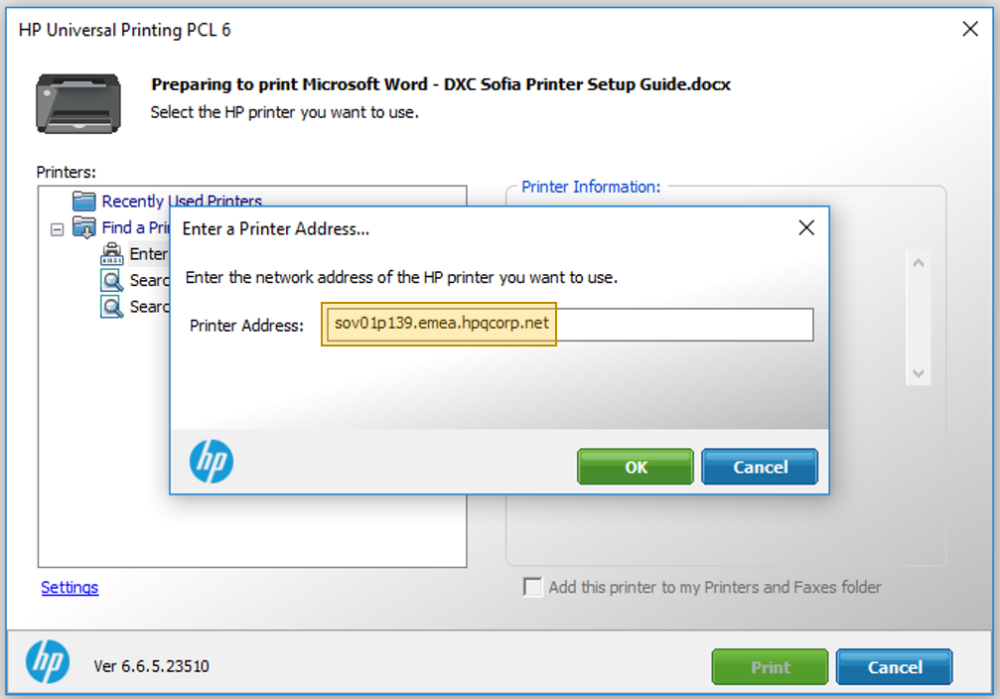 HP Universal Printing PCL 6
Preparing to print Microsoft Word - DXC Sofia Printer Setup Guide.docx
Select the HP printer you want to use.
Printers:
Recently Used Printers
Find a Pri
Enter
Searc
Searc
Printer Information:
Enter a Printer Address...
Enter the network address of the HP printer you want to use.
Printer Address: sov01p139.emea.hpqcorp.net
hp
OK Cancel
Settings
Add this printer to my Printers and Faxes folder
hp
Ver 6.6.5.23510
Print Cancel